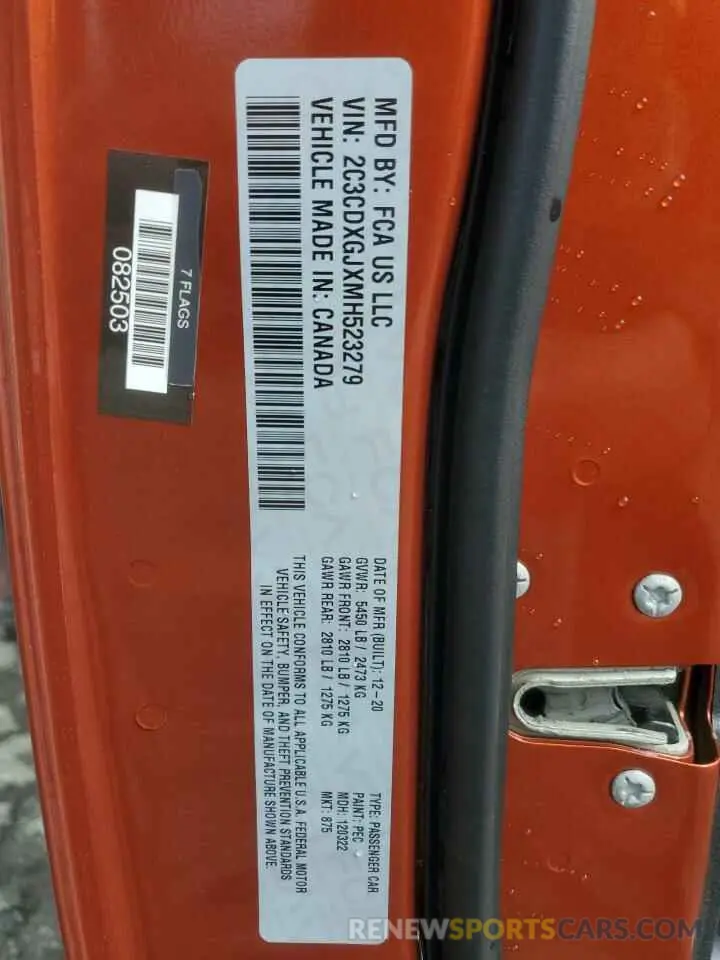 MFD BY: FCA US LLC
VIN: 2C3CDXGJXMH523279
VEHICLE MADE IN: CANADA
DATE OF MFR (BUILT): 12-20
GVWR: 5450 LB / 2473 KG
GAWR FRONT: 2810 LB / 1275 KG
GAWR REAR: 2810 LB / 1275 KG
THIS VEHICLE CONFORMS TO ALL APPLICABLE U.S.A. FEDERAL MOTOR
VEHICLE SAFETY, BUMPER, AND THEFT PREVENTION STANDARDS
IN EFFECT ON THE DATE OF MANUFACTURE SHOWN ABOVE.
TYPE: PASSENGER CAR
PAINT: PEC
MDH: 120322
MKT: 875
7 FLAGS
082503
RENEWSPORTSCARS.COM